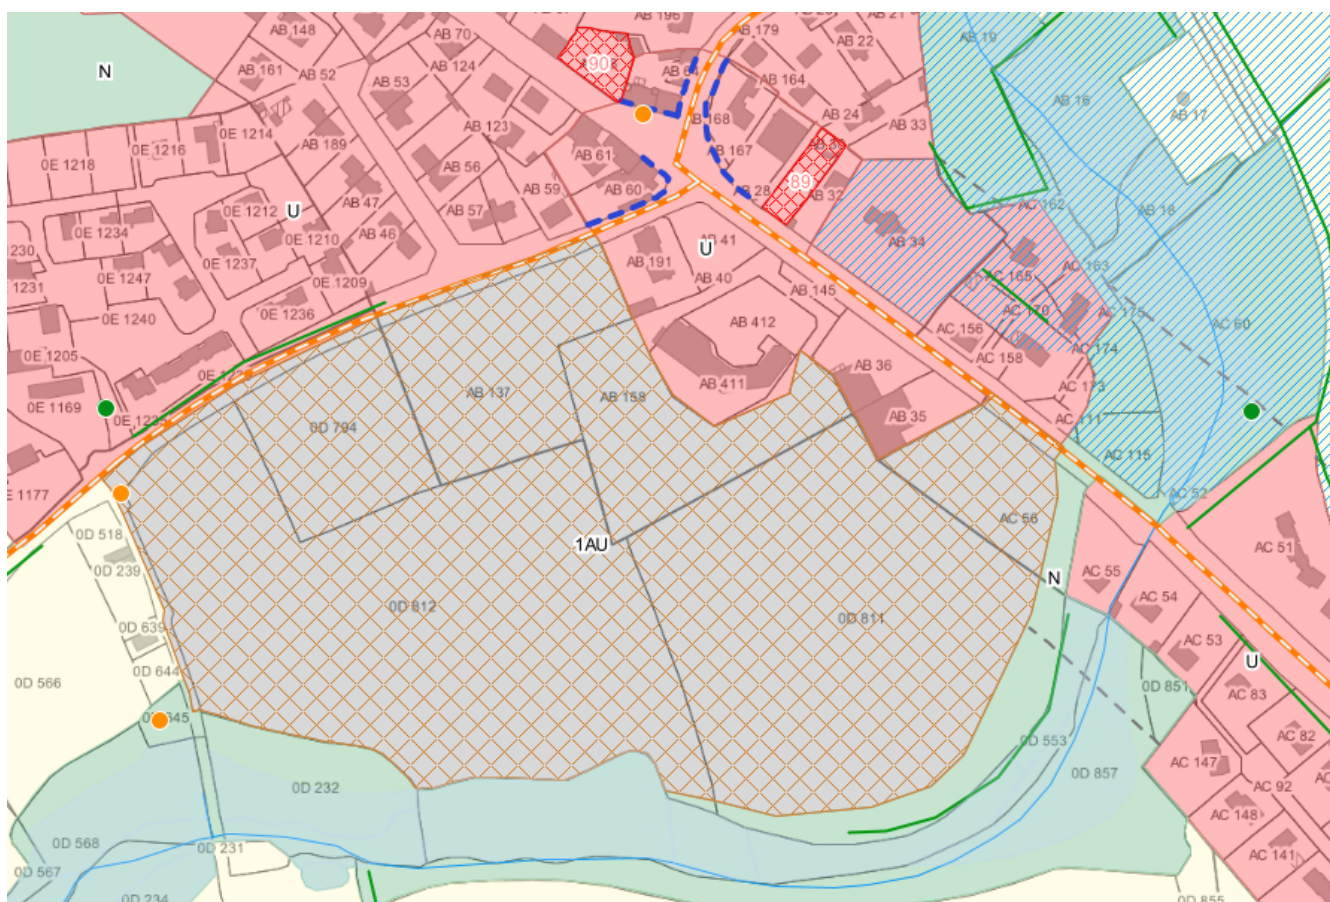 AB 196
AB 21
AB 148
AB 70
AB 179
AB 22
AB 19
N
AB 161
AB 52
AB 53
AB 124
90
AB 64
AB 164
AB 16
AB 17
0E 1214
AB 24
AB 33
0E 1216
0E 1218
AB 189
AB 123
AB 168
AB 167
AB 56
AB 61
89
AB 59
AB 60
AB 28
AB 32
AB 47
0E 1212
U
AB 57
AC 162
AB 18
0E 1234
0E 1210
AB 46
U
AB 41
AB 34
1230
0E 1237
AB 191
AC 163
0E 1247
AB 40
AC 165
1231
0E 1209
AB 145
0E 1236
AC 170
AC 175
0E 1240
AB 412
AC 156
AC 60
0E 1205
AC 158
AC 174
AB 36
AB 411
AC 173
AB 137
AB 158
0E 1169
AB 35
0D 794
AC 115
E 1177
AC 52
AC 56
0D 518
1AU
AC 51
0D 239
AC 55
N
AC 54
0D 812
0D 811
0D 639
AC 53
U
0D 644
0D 566
0D 851
AC 83
0D 645
AC 82
0D 553
AC 147
0D 857
0D 232
AC 92
AC 148
0D 568
0D 231
AC 141
0D 567
0D 234
0D 855